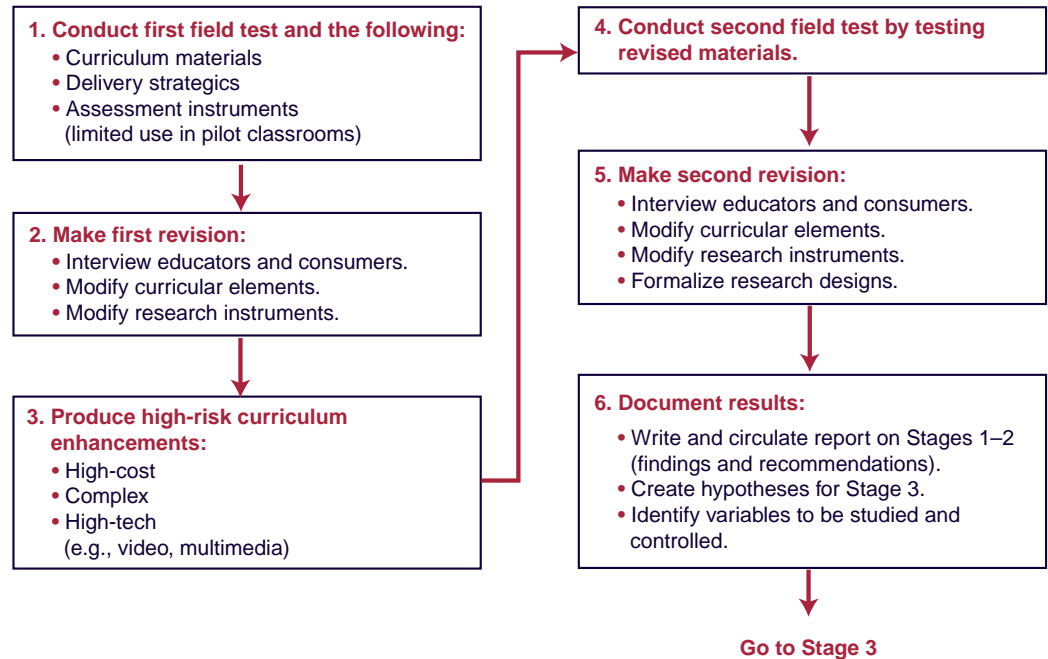 1. Conduct first field test and the following:
• Curriculum materials
• Delivery strategics
• Assessment instruments
(limited use in pilot classrooms)
2. Make first revision:
• Interview educators and consumers.
• Modify curricular elements.
• Modify research instruments.
3. Produce high-risk curriculum
enhancements:
• High-cost
• Complex
• High-tech
(e.g., video, multimedia)
4. Conduct second field test by testing
revised materials.
5. Make second revision:
• Interview educators and consumers.
• Modify curricular elements.
• Modify research instruments.
• Formalize research designs.
6. Document results:
• Write and circulate report on Stages 1–2
(findings and recommendations).
• Create hypotheses for Stage 3.
• Identify variables to be studied and
controlled.
Go to Stage 3